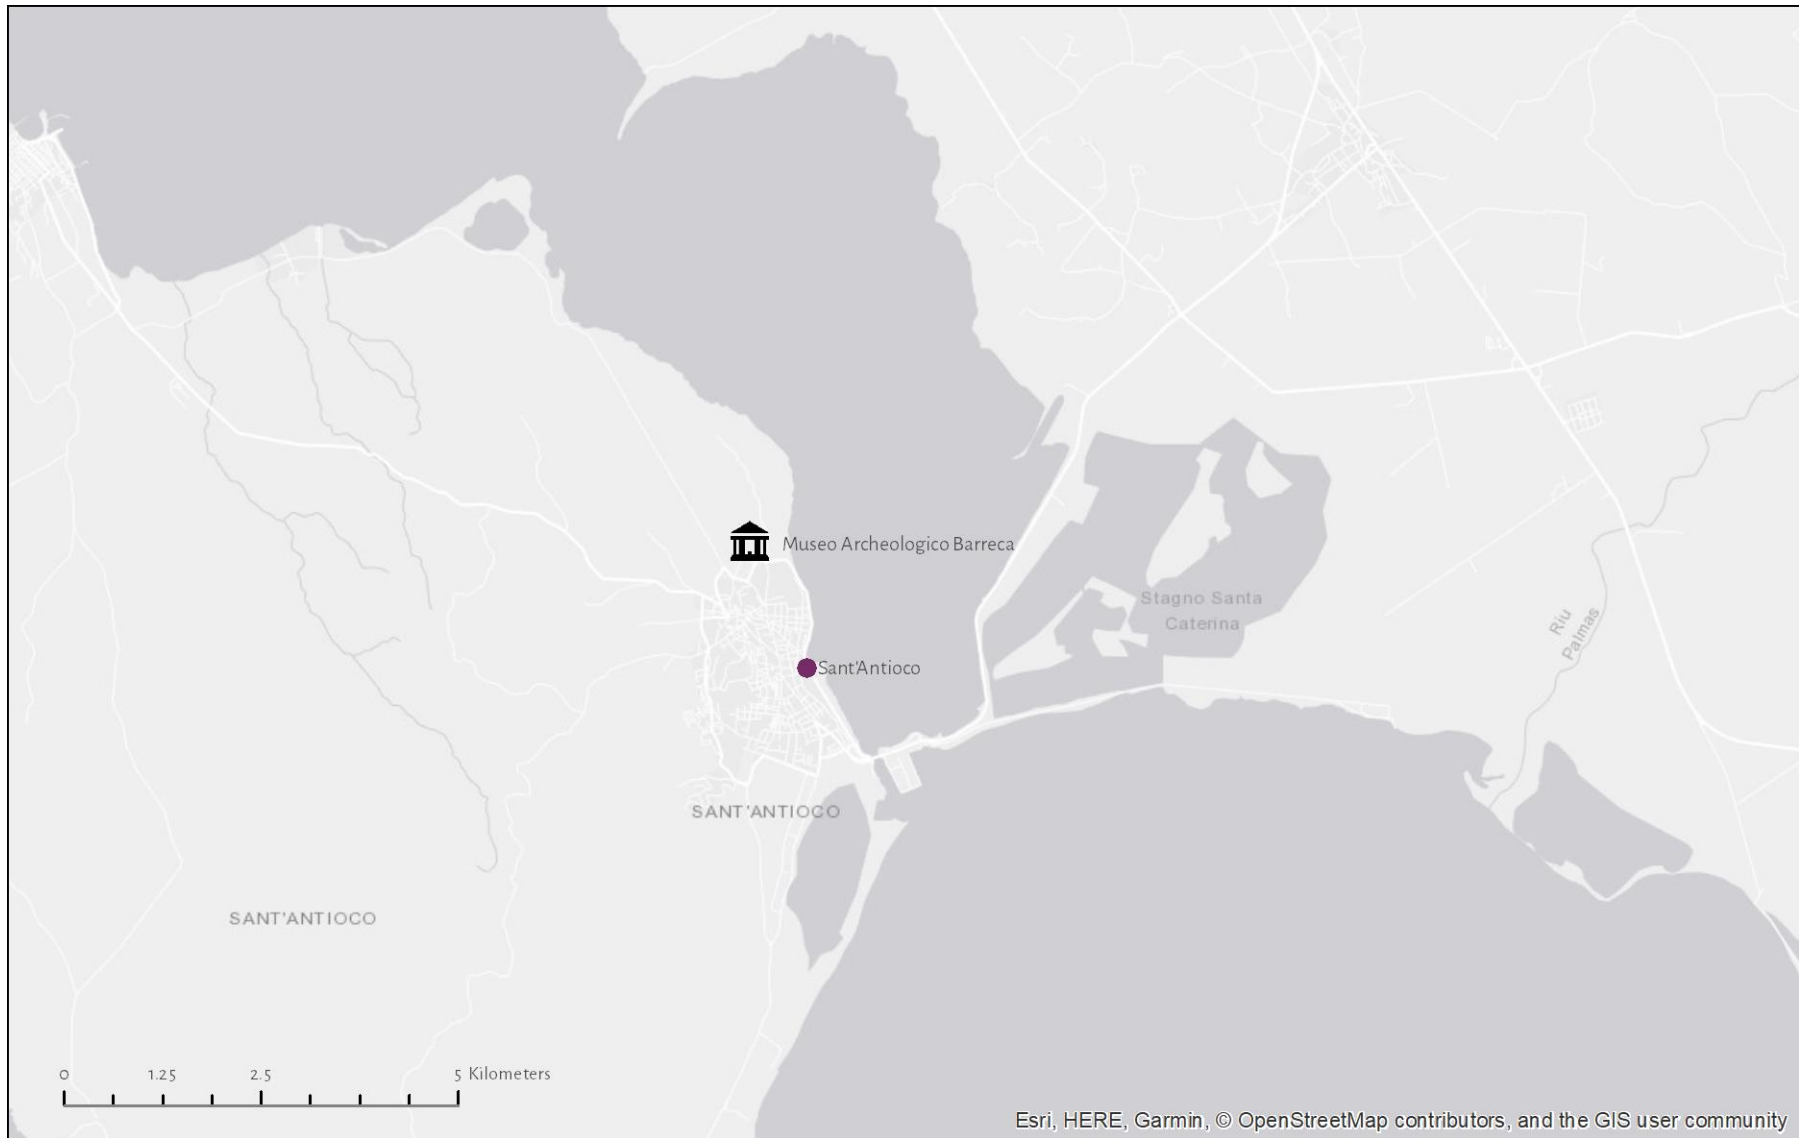 Museo Archeologico Barreca
Stagno Santa
Caterina
Riu
Palmas
Sant'Antioco
SANT'ANTIOCO
SANT'ANTIOCO
0 1.25 2.5 5 Kilometers
Esri, HERE, Garmin, © OpenStreetMap contributors, and the GIS user community